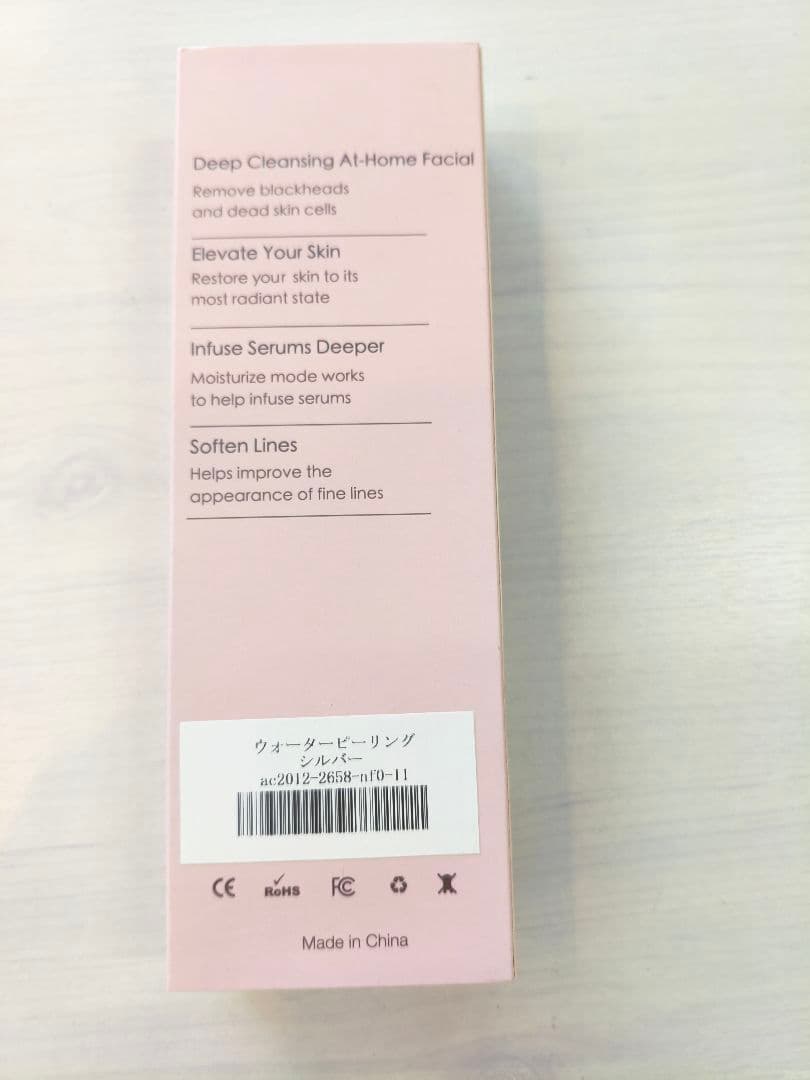 Deep Cleansing At-Home Facial
Remove blackheads
and dead skin cells
Elevate Your Skin
Restore your skin to its
most radiant state
Infuse Serums Deeper
Moisturize mode works
to help infuse serums
Soften Lines
Helps improve the
appearance of fine lines
ウォーターピーリング
シルバー
ac2012-2658-nf0-11
CE RoHS FC
Made in China